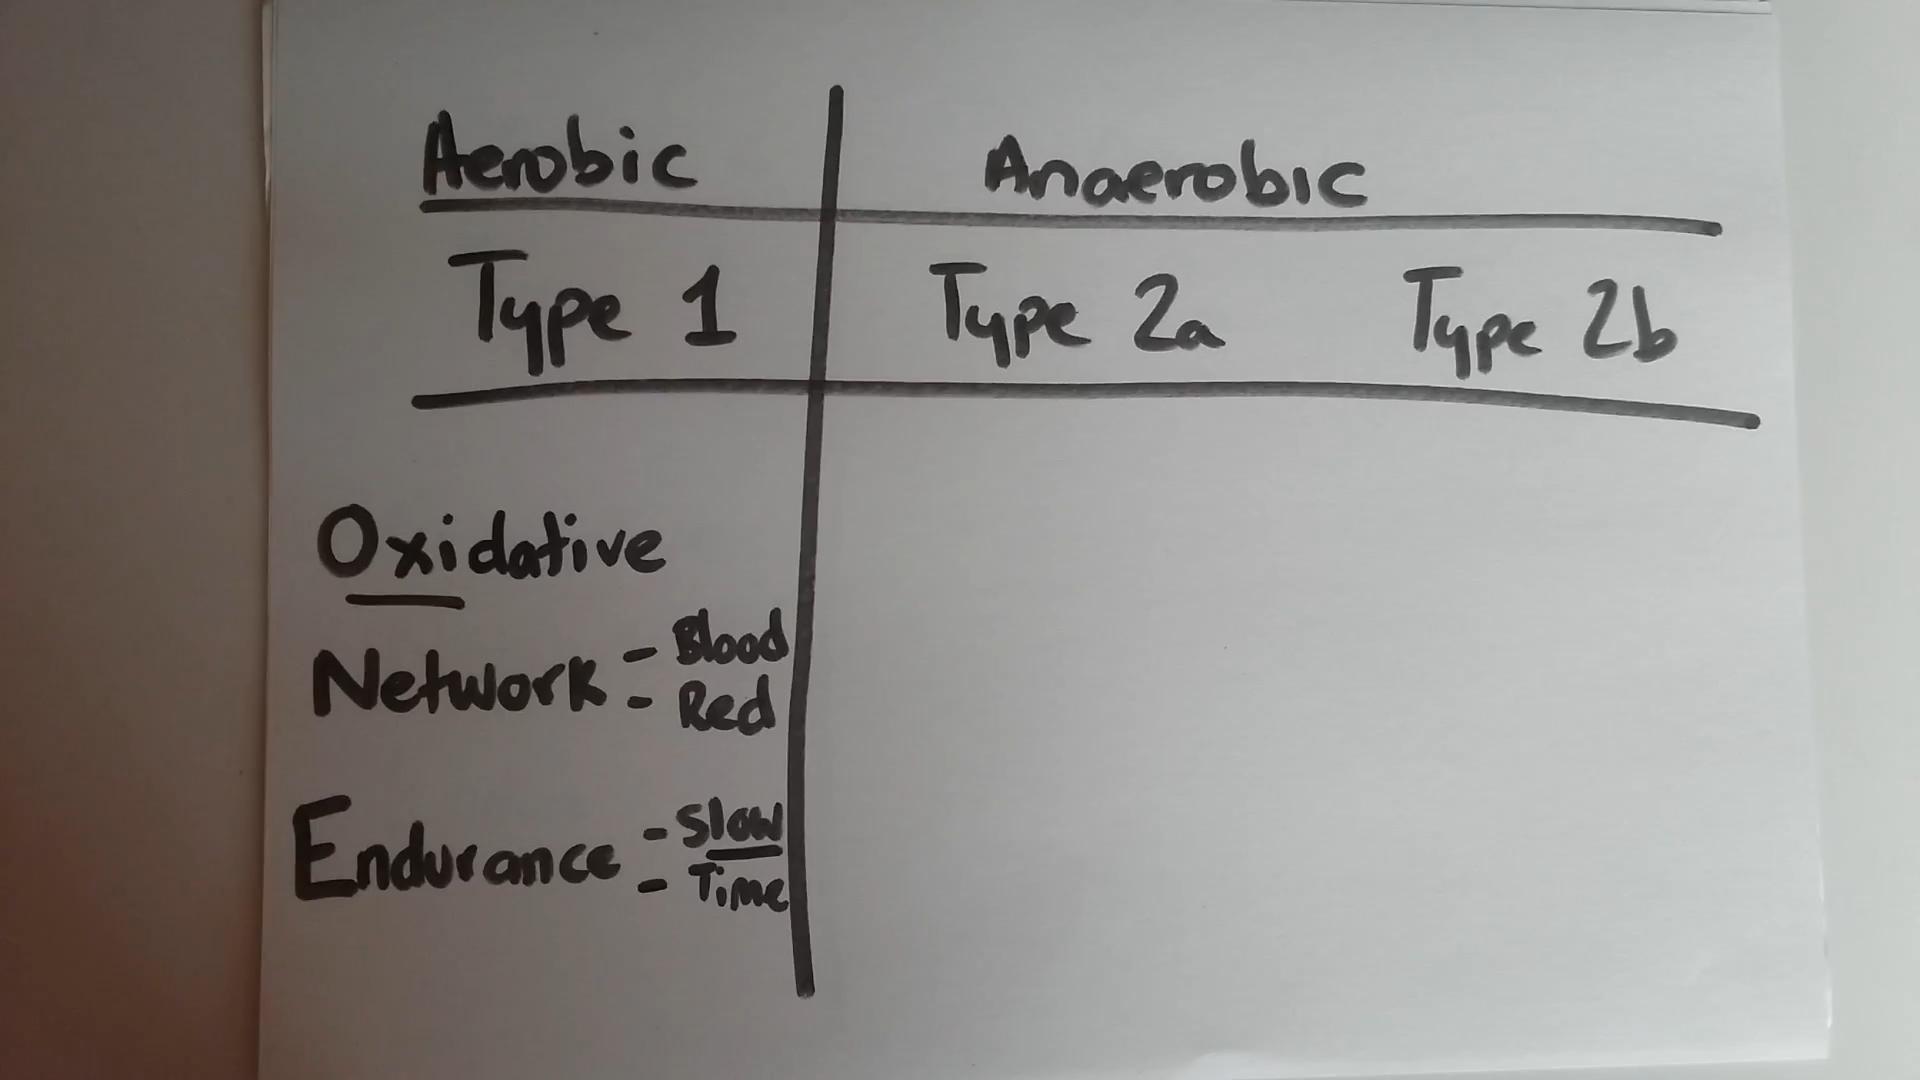 Aerobic Anaerobic
Type 1 Type 2a Type 2b
Oxidative
Network - Blood
- Red
Endurance - Slow
- Time